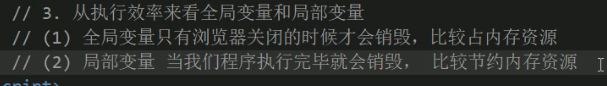 // 3. 从执行效率来看全局变量和局部变量
// (1) 全局变量只有浏览器关闭的时候才会销毁，比较占内存资源
// (2) 局部变量 当我们程序执行完毕就会销毁， 比较节约内存资源